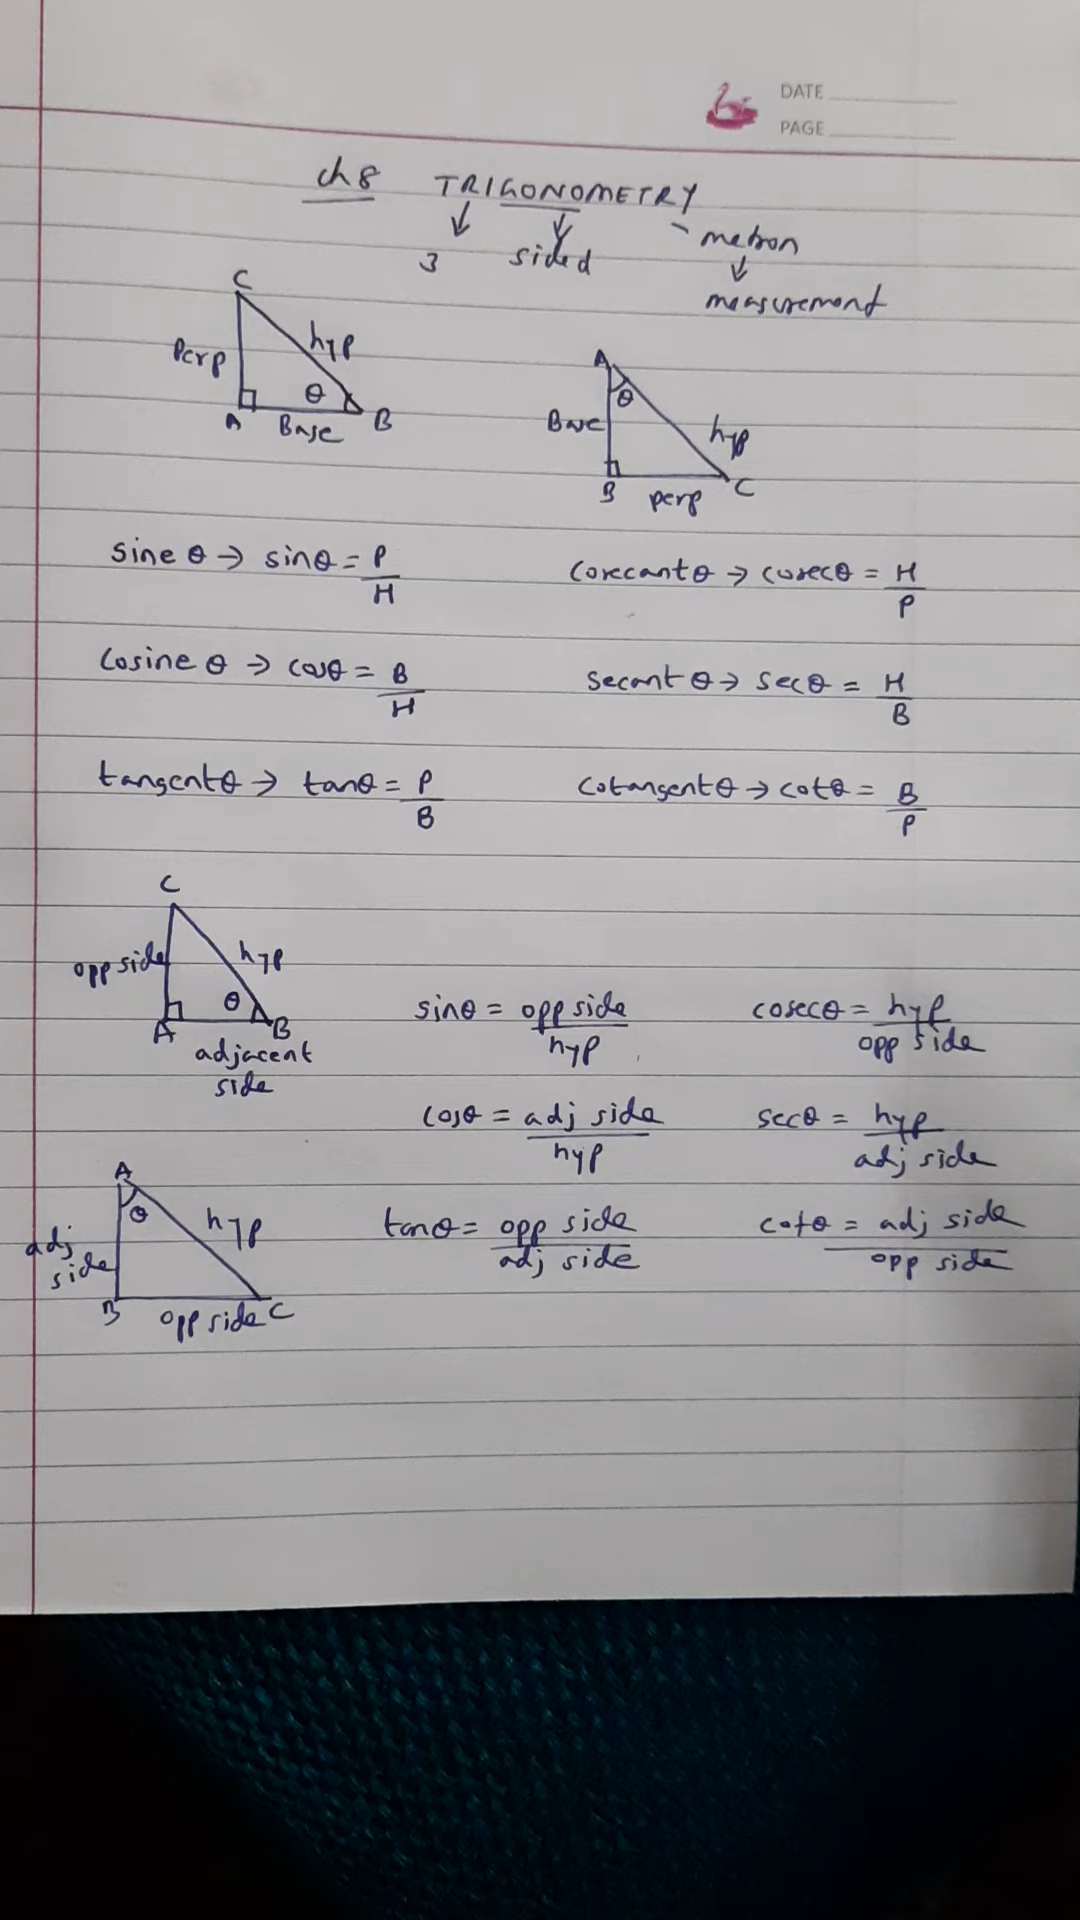 DATE
PAGE
Ch 8 TRIGONOMETRY
3 sided metron
measurement
C
Perp hyp
θ
A Base B
A
θ
Base hyp
B perp C
sine θ → sinθ = P/H
Cosecant θ → cosecθ = H/P
Cosine θ → cosθ = B/H
secant θ → secθ = H/B
tangent θ → tanθ = P/B
Cotangent θ → cotθ = B/P
C
opp side hyp
θ
A B
adjacent
side
sinθ = opp side/hyp
cosecθ = hyp/opp side
cosθ = adj side/hyp
secθ = hyp/adj side
A
θ
adj
side
hyp
B opp side C
tanθ = opp side/adj side
cotθ = adj side/opp side